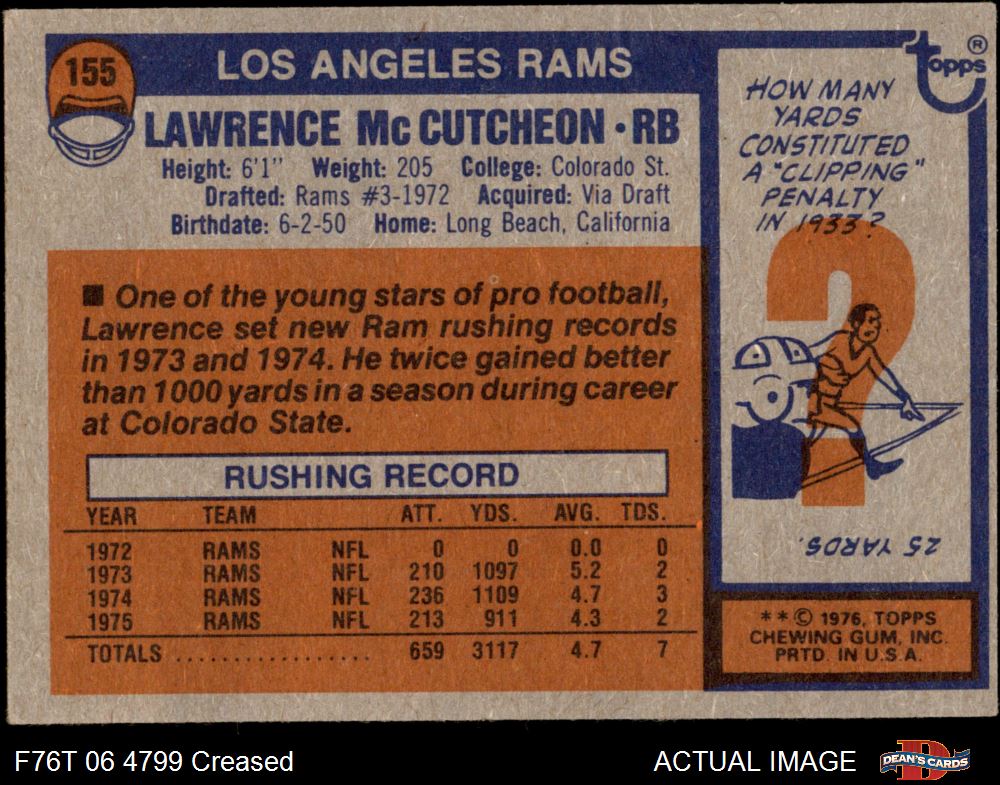 155
LOS ANGELES RAMS
LAWRENCE Mc CUTCHEON • RB
Height: 6'1" Weight: 205 College: Colorado St.
Drafted: Rams #3-1972 Acquired: Via Draft
Birthdate: 6-2-50 Home: Long Beach, California
■ One of the young stars of pro football,
Lawrence set new Ram rushing records
in 1973 and 1974. He twice gained better
than 1000 yards in a season during career
at Colorado State.
RUSHING RECORD
YEAR TEAM ATT. YDS. AVG. TDS.
1972 RAMS NFL 0 0 0.0 0
1973 RAMS NFL 210 1097 5.2 2
1974 RAMS NFL 236 1109 4.7 3
1975 RAMS NFL 213 911 4.3 2
TOTALS .................. 659 3117 4.7 7
topps ®
HOW MANY
YARDS
CONSTITUTED
A "CLIPPING"
PENALTY
IN 1933?
?
25 YARDS.
** © 1976, TOPPS
CHEWING GUM, INC.
PRTD. IN U.S.A.
F76T 06 4799 Creased
ACTUAL IMAGE
D
DEAN'S CARDS